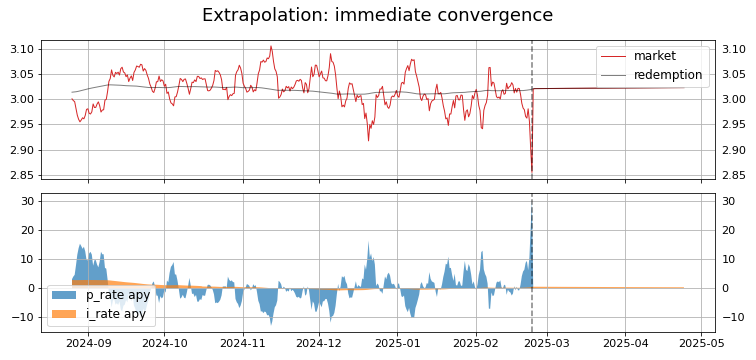 Extrapolation: immediate convergence
3.10 3.10
3.05 market 3.05
3.00 redemption 3.00
2.95 2.95
2.90 2.90
2.85 2.85
30 30
20 20
10 10
0 0
−10 p_rate apy −10
i_rate apy
2024-09 2024-10 2024-11 2024-12 2025-01 2025-02 2025-03 2025-04 2025-05